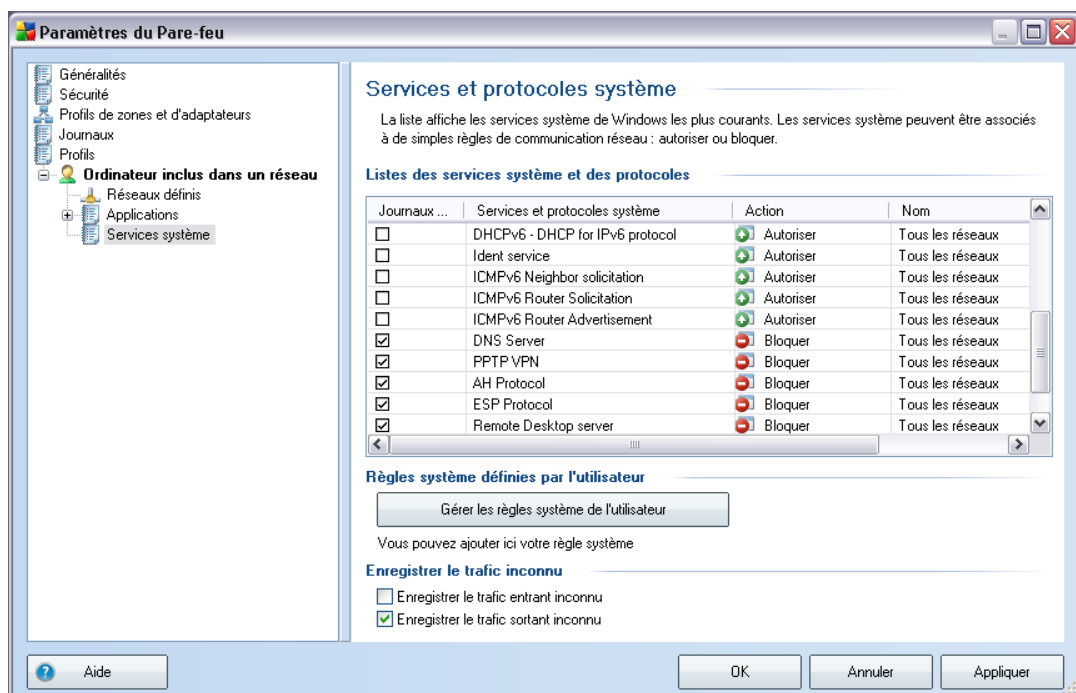 Paramètres du Pare-feu
Généralités
Sécurité
Profils de zones et d'adaptateurs
Journaux
Profils
Ordinateur inclus dans un réseau
Réseaux définis
Applications
Services système
Services et protocoles système
La liste affiche les services système de Windows les plus courants. Les services système peuvent être associés
à de simples règles de communication réseau : autoriser ou bloquer.
Listes des services système et des protocoles
Journaux ... Services et protocoles système Action Nom
DHCPv6 - DHCP for IPv6 protocol Autoriser Tous les réseaux
Ident service Autoriser Tous les réseaux
ICMPv6 Neighbor solicitation Autoriser Tous les réseaux
ICMPv6 Router Solicitation Autoriser Tous les réseaux
ICMPv6 Router Advertisement Autoriser Tous les réseaux
DNS Server Bloquer Tous les réseaux
PPTP VPN Bloquer Tous les réseaux
AH Protocol Bloquer Tous les réseaux
ESP Protocol Bloquer Tous les réseaux
Remote Desktop server Bloquer Tous les réseaux
Règles système définies par l'utilisateur
Gérer les règles système de l'utilisateur
Vous pouvez ajouter ici votre règle système
Enregistrer le trafic inconnu
Enregistrer le trafic entrant inconnu
Enregistrer le trafic sortant inconnu
Aide OK Annuler Appliquer